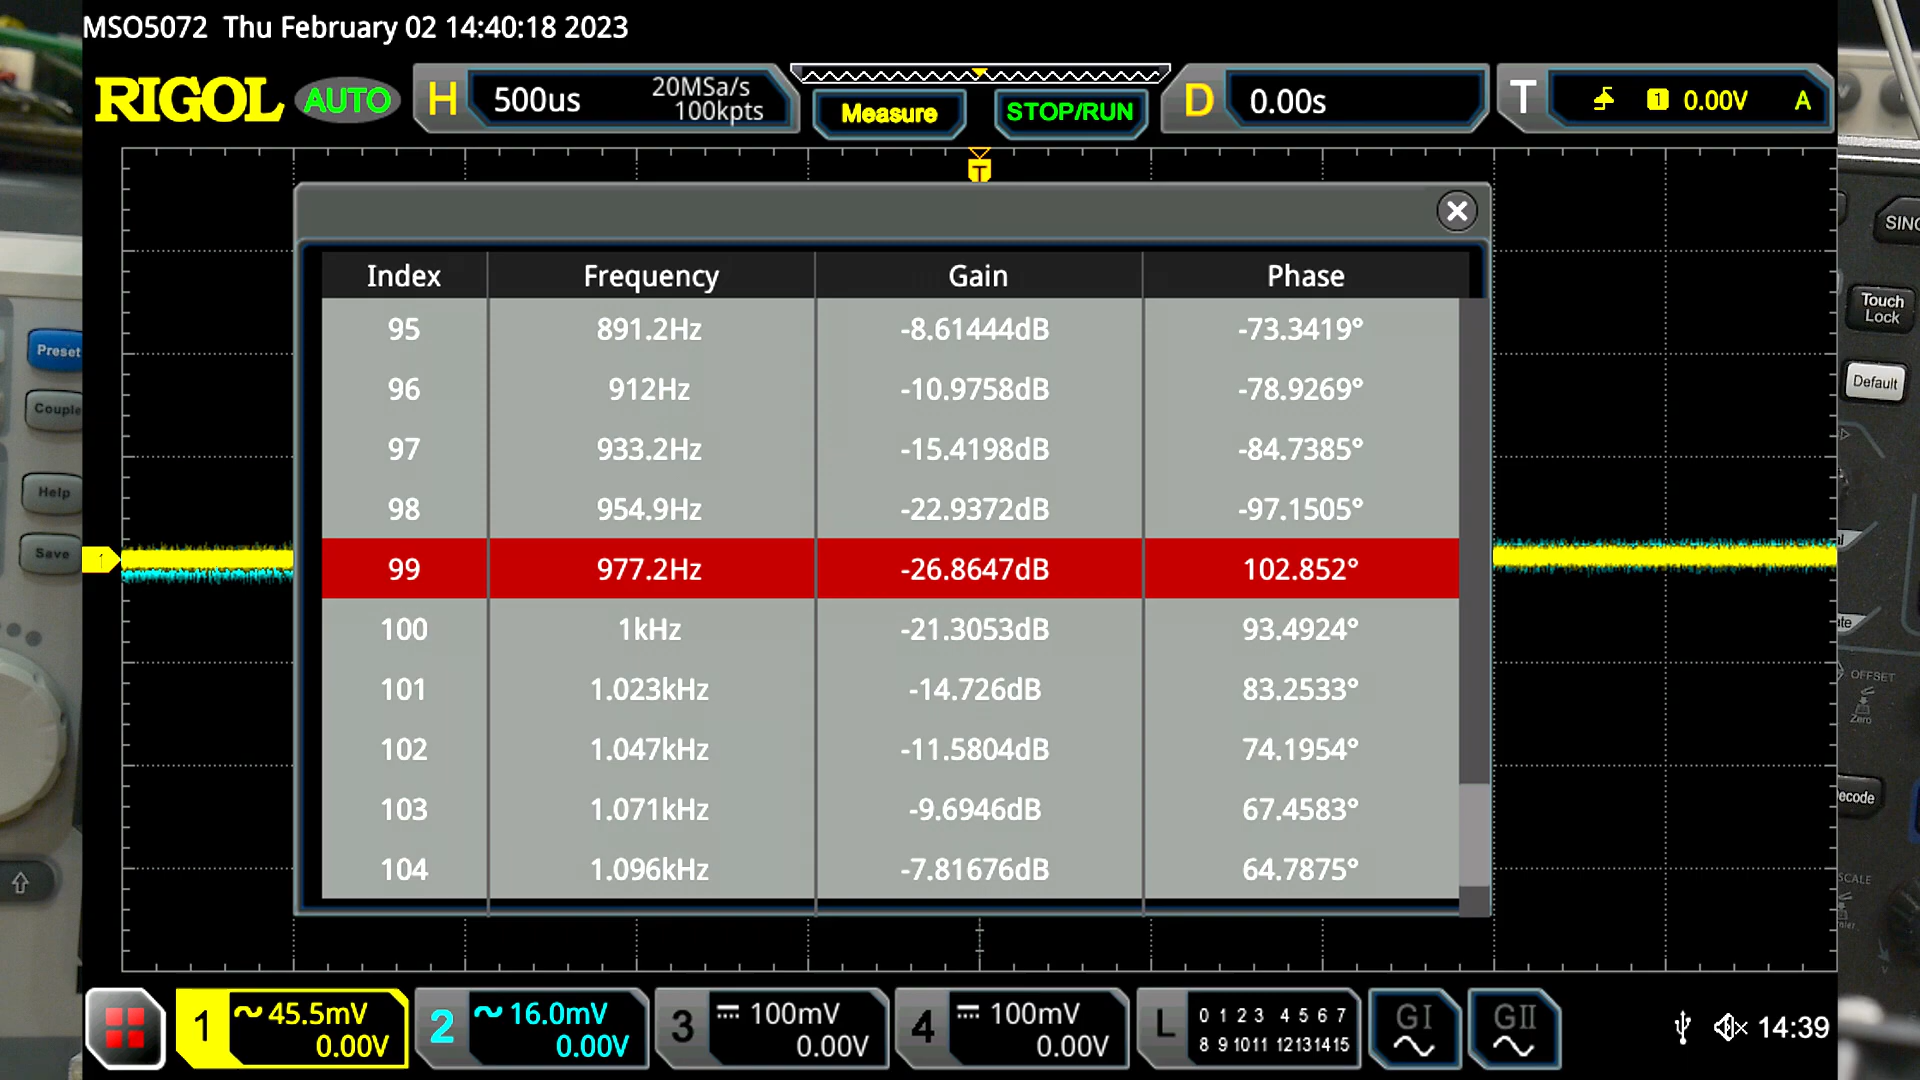 MSO5072 Thu February 02 14:40:18 2023
RIGOL AUTO H 500us 20MSa/s 100kpts Measure STOP/RUN D 0.00s T 1 0.00V A
T
Index Frequency Gain Phase
95 891.2Hz -8.61444dB -73.3419°
96 912Hz -10.9758dB -78.9269°
97 933.2Hz -15.4198dB -84.7385°
98 954.9Hz -22.9372dB -97.1505°
99 977.2Hz -26.8647dB 102.852°
100 1kHz -21.3053dB 93.4924°
101 1.023kHz -14.726dB 83.2533°
102 1.047kHz -11.5804dB 74.1954°
103 1.071kHz -9.6946dB 67.4583°
104 1.096kHz -7.81676dB 64.7875°
1 45.5mV 0.00V 2 16.0mV 0.00V 3 100mV 0.00V 4 100mV 0.00V L 0 1 2 3 4 5 6 7 8 9 10 11 12 13 14 15 GI GII 14:39
Preset
Couple
Help
Save
1
SING
Touch
Lock
Default
OFFSET
Zero
ecode
SCALE